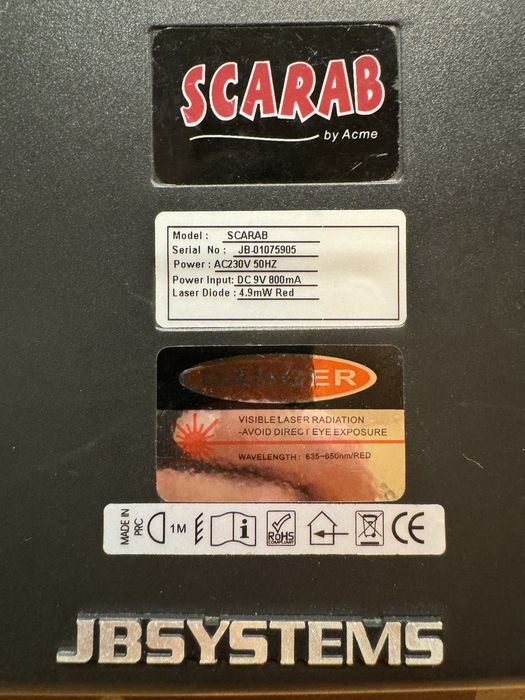 SCARAB
by Acme
Model : SCARAB
Serial No : JB-01075905
Power : AC230V 50HZ
Power Input: DC 9V 800mA
Laser Diode : 4.9mW Red
DANGER
VISIBLE LASER RADIATION
-AVOID DIRECT EYE EXPOSURE
WAVELENGTH : 635~650nm/RED
MADE IN
PRC
1M
i
RoHS
CE
JBSYSTEMS